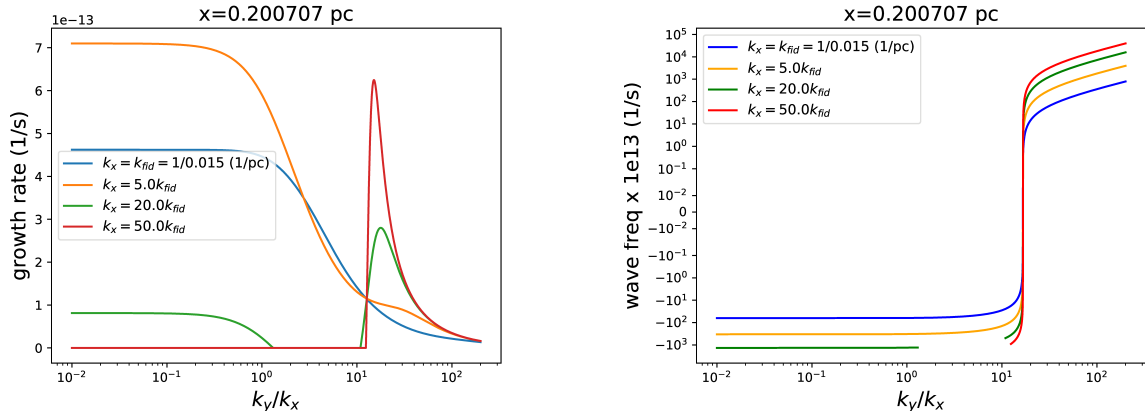 x=0.200707 pc
1e−13
growth rate (1/s)
7
6
5
4
3
2
1
0
k_x = k_fid = 1/0.015 (1/pc)
k_x = 5.0k_fid
k_x = 20.0k_fid
k_x = 50.0k_fid
10^−2
10^−1
10^0
10^1
10^2
k_y/k_x
x=0.200707 pc
wave freq x 1e13 (1/s)
10^5
10^4
10^3
10^2
10^1
10^0
10^−1
10^−2
0
−10^−2
−10^−1
−10^0
−10^1
−10^2
−10^3
k_x = k_fid = 1/0.015 (1/pc)
k_x = 5.0k_fid
k_x = 20.0k_fid
k_x = 50.0k_fid
10^−2
10^−1
10^0
10^1
10^2
k_y/k_x